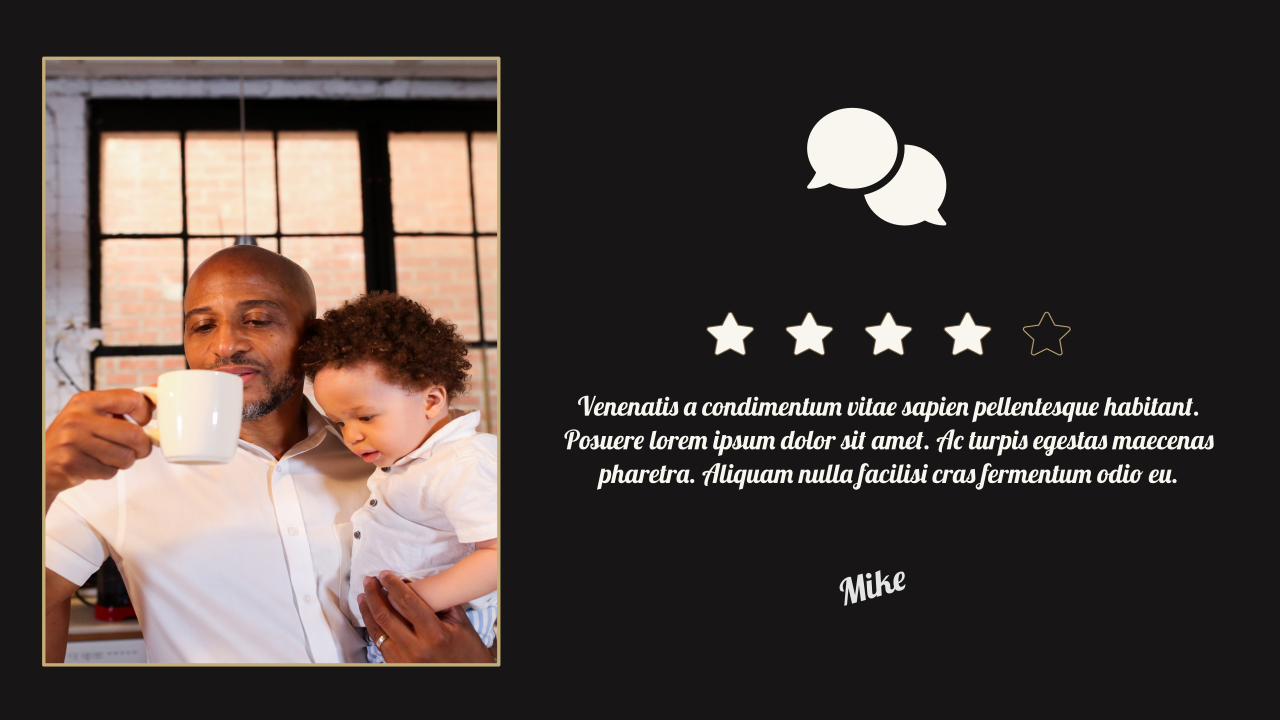 Venenatis a condimentum vitae sapien pellentesque habitant.
Posuere lorem ipsum dolor sit amet. Ac turpis egestas maecenas
pharetra. Aliquam nulla facilisi cras fermentum odio eu.
Mike